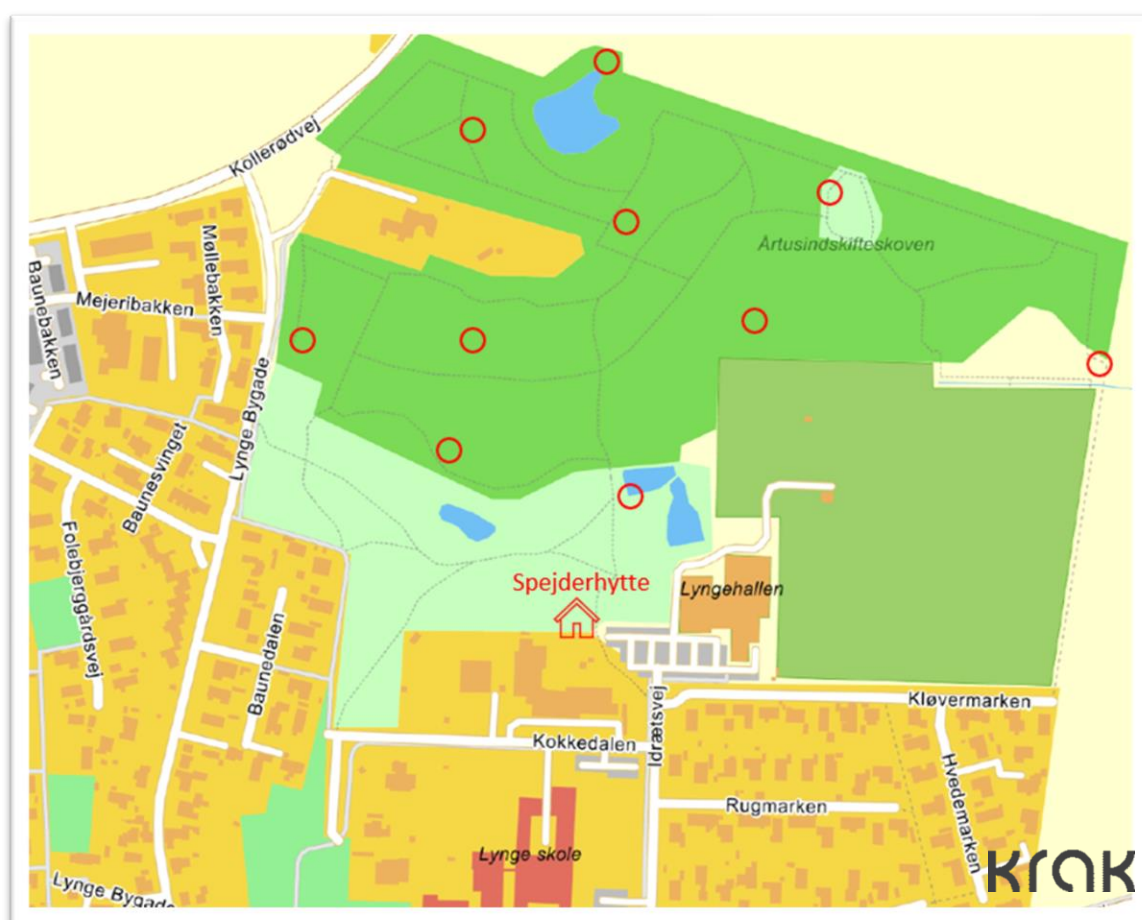 Kollerødvej
Årtusindskifteskoven
Møllebakken
Baunebakken
Mejeribakken
Lynge Bygade
Baunesvinget
Folebjerggårdsvej
Spejderhytte
Lyngehallen
Baunedalen
Idrætsvej
Kløvermarken
Kokkedalen
Hvedemarken
Rugmarken
Lynge skole
Lynge Bygade
krak